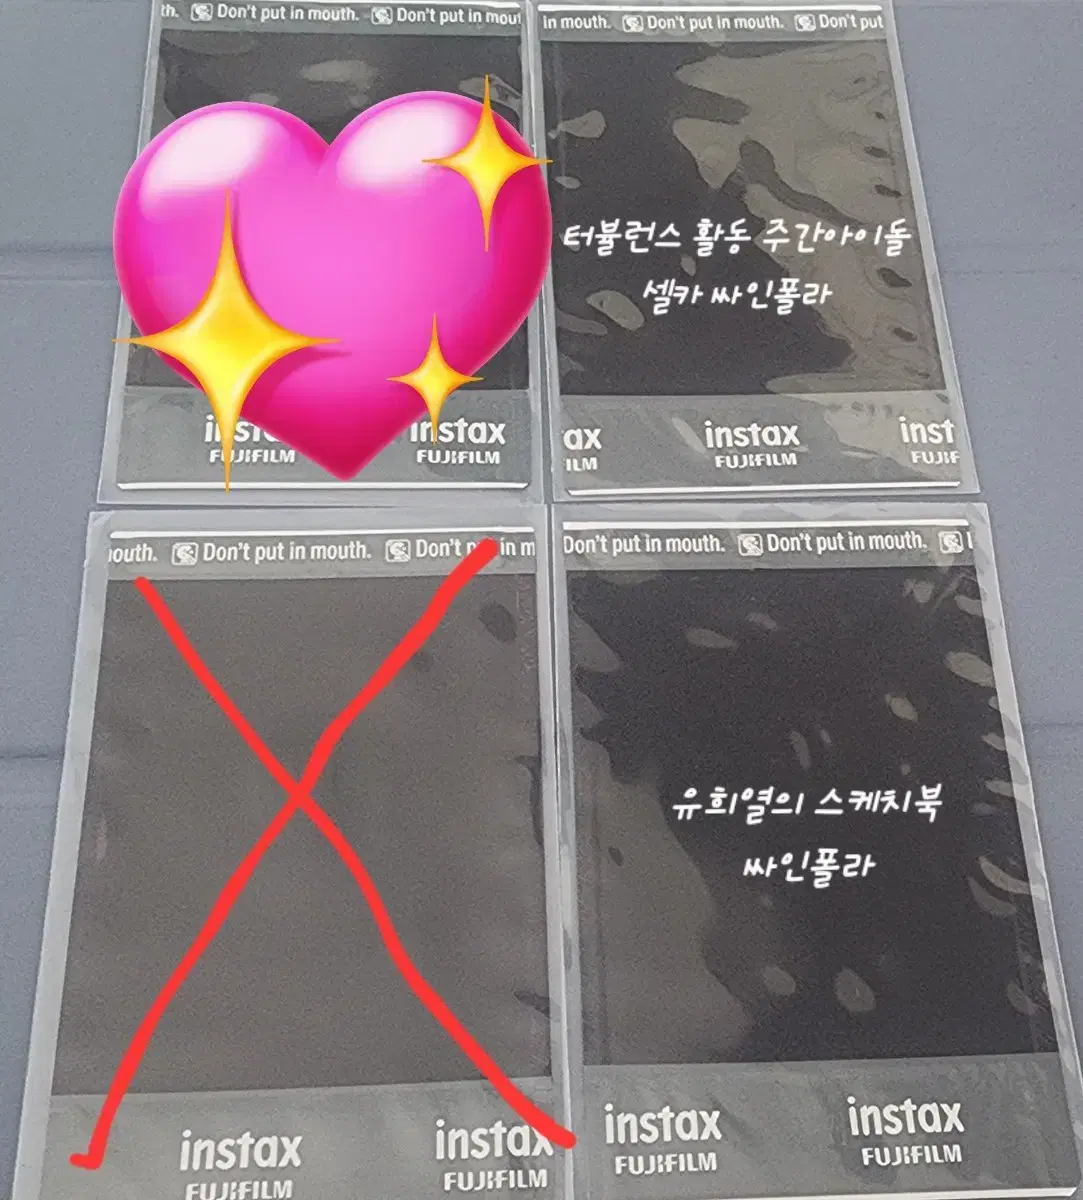 th. Don't put in mouth. Don't put in mou
in mouth. Don't put in mouth. Don't put
터뷸런스 활동 주간아이돌
셀카 싸인폴라
instax instax
FUJIFILM FUJIFILM
ax instax inst
ILM FUJIFILM FUJIF
outh. Don't put in mouth. Don't p in m
Don't put in mouth. Don't put in mouth.
유희열의 스케치북
싸인폴라
instax instax
FUJIFILM FUJIFILM
instax instax
FUJIFILM FUJIFILM